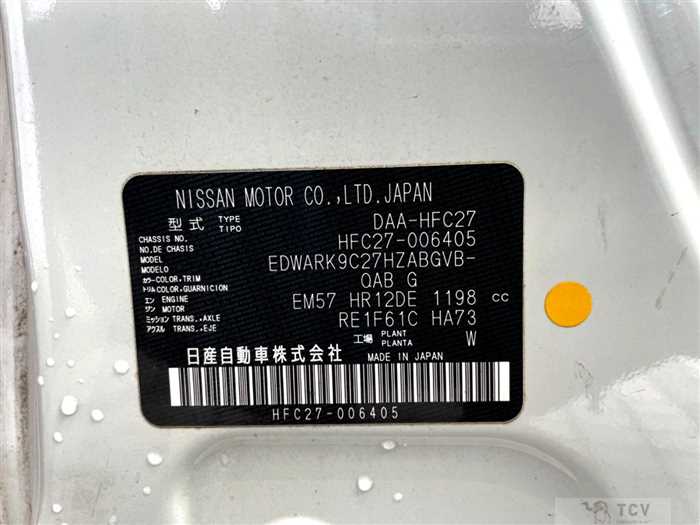 NISSAN MOTOR CO.,LTD.JAPAN
型式 TYPE TIPO DAA-HFC27
CHASSIS NO. NO.DE CHASSIS HFC27-006405
MODEL MODELO EDWARK9C27HZABGVB-
カラー COLOR,TRIM トリム COLOR,GUARNICION QAB G
エンジン ENGINE MOTOR EM57 HR12DE 1198 cc
ミッション TRANS.,AXLE アクスル TRANS.,EJE RE1F61C HA73
工場 PLANT PLANTA W
日産自動車株式会社 MADE IN JAPAN
HFC27-006405
TCV